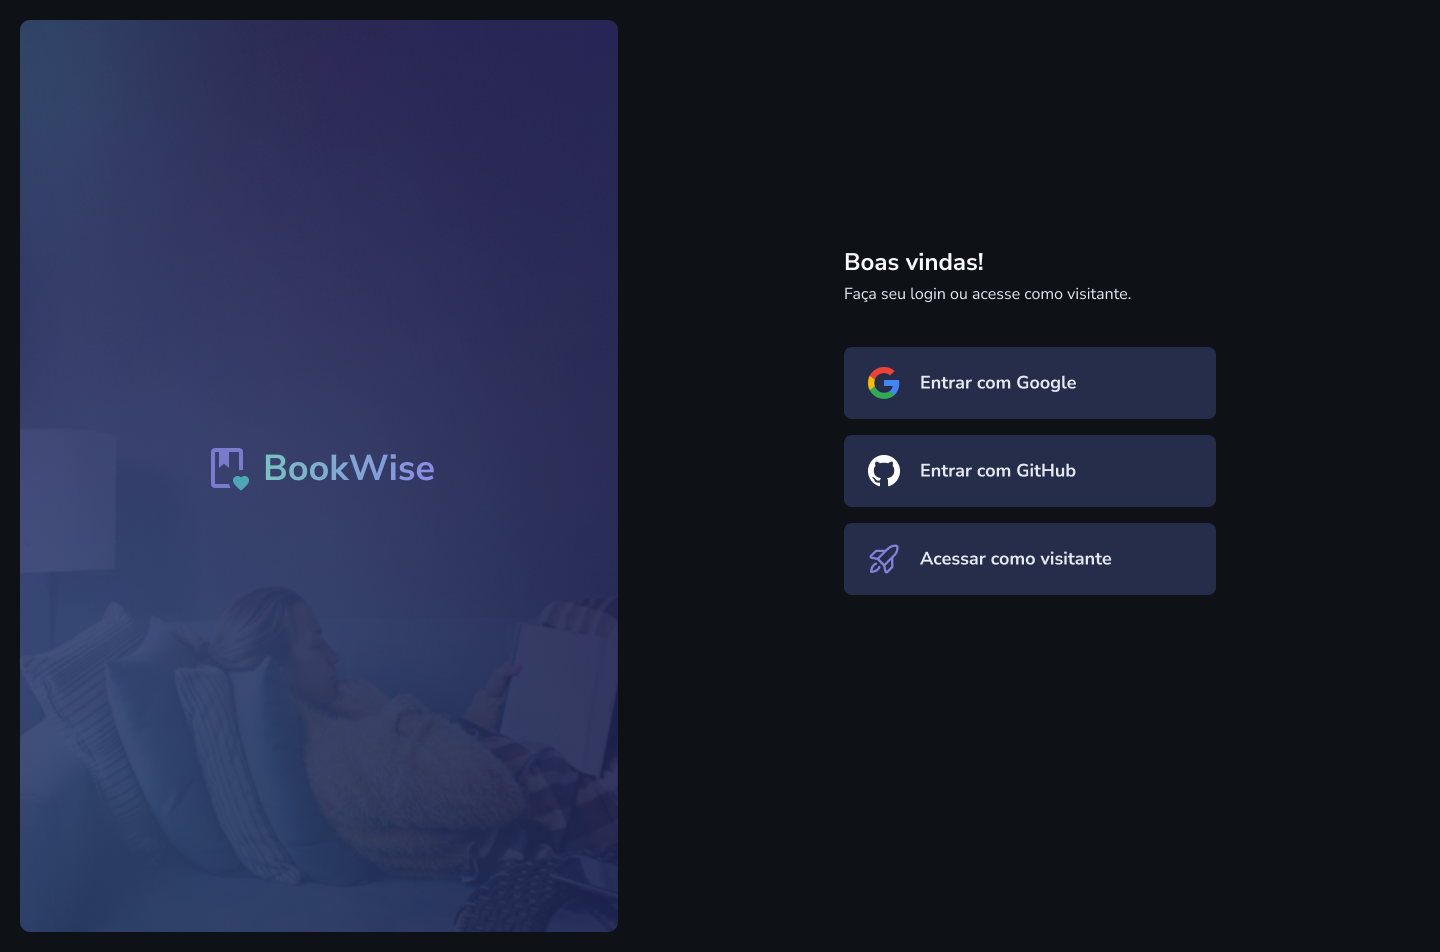 BookWise
Boas vindas!
Faça seu login ou acesse como visitante.
Entrar com Google
Entrar com GitHub
Acessar como visitante